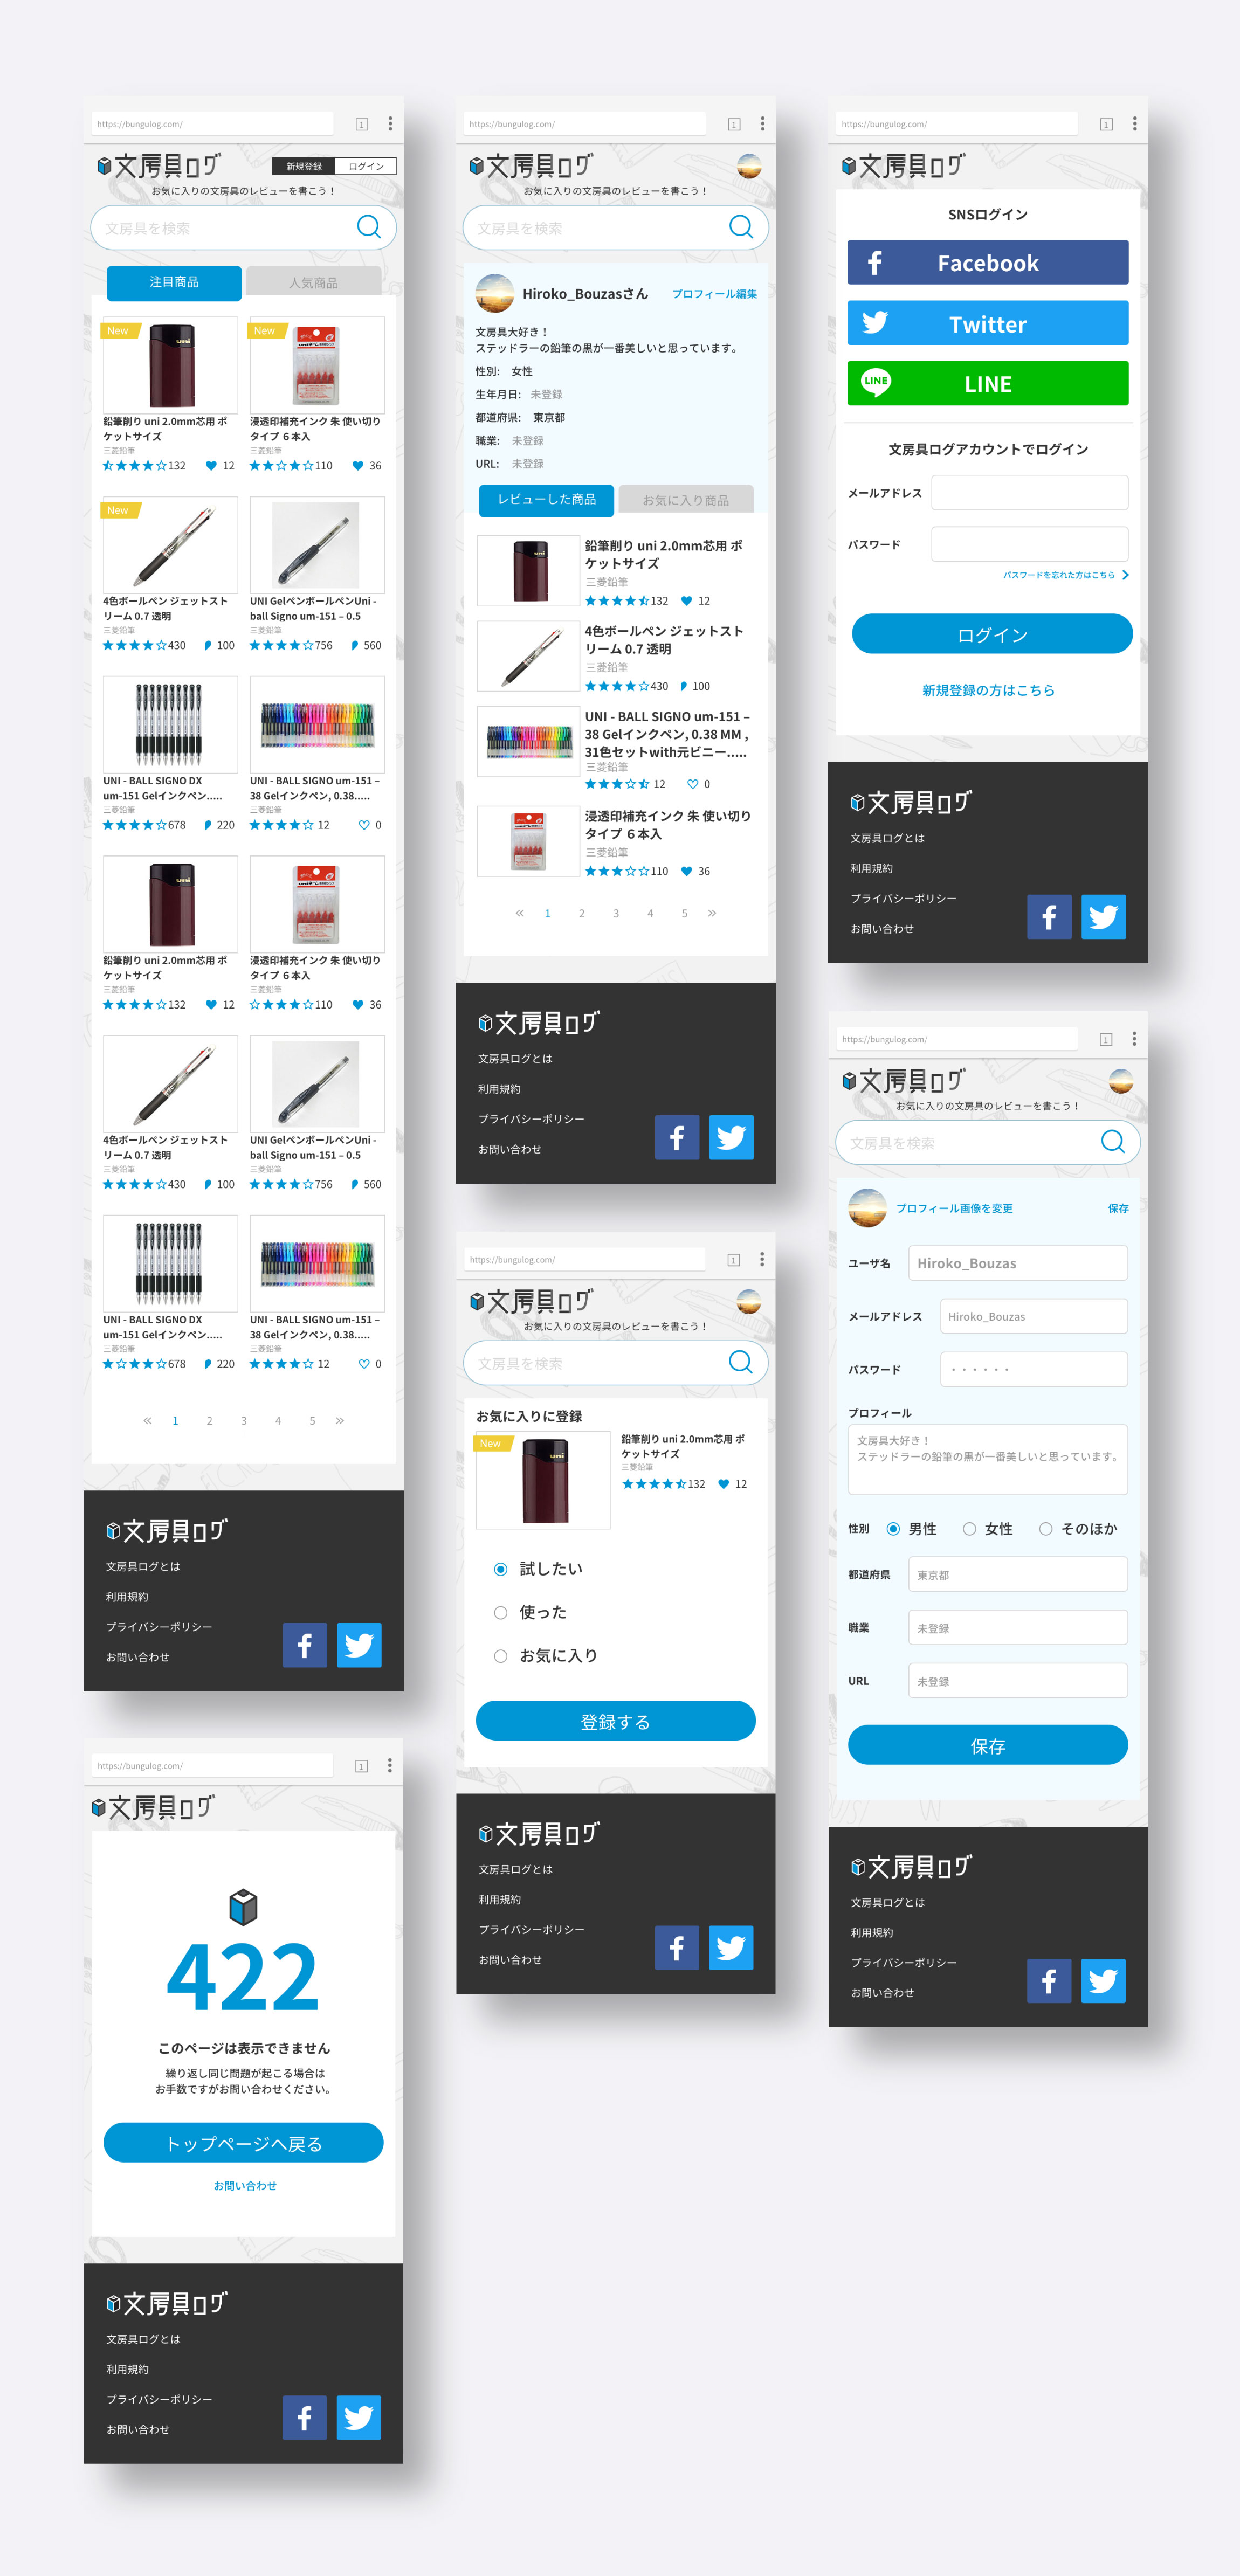 https://bungulog.com/
1
文房具ログ
新規登録
ログイン
お気に入りの文房具のレビューを書こう！
文房具を検索
注目商品
人気商品
New
uni
鉛筆削り uni 2.0mm芯用 ポ
ケットサイズ
三菱鉛筆
132
12
New
浸透印補充インク 朱 使い切り
タイプ ６本入
三菱鉛筆
110
36
New
4色ボールペン ジェットスト
リーム 0.7 透明
三菱鉛筆
430
100
UNI GelペンボールペンUni -
ball Signo um-151 – 0.5
三菱鉛筆
756
560
UNI - BALL SIGNO DX
um-151 Gelインクペン.....
三菱鉛筆
678
220
UNI - BALL SIGNO um-151 –
38 Gelインクペン, 0.38.....
三菱鉛筆
12
0
uni
鉛筆削り uni 2.0mm芯用 ポ
ケットサイズ
三菱鉛筆
132
12
浸透印補充インク 朱 使い切り
タイプ ６本入
三菱鉛筆
110
36
4色ボールペン ジェットスト
リーム 0.7 透明
三菱鉛筆
430
100
UNI GelペンボールペンUni -
ball Signo um-151 – 0.5
三菱鉛筆
756
560
UNI - BALL SIGNO DX
um-151 Gelインクペン.....
三菱鉛筆
678
220
UNI - BALL SIGNO um-151 –
38 Gelインクペン, 0.38.....
三菱鉛筆
12
0
« 1 2 3 4 5 »
文房具ログ
文房具ログとは
利用規約
プライバシーポリシー
お問い合わせ
https://bungulog.com/
1
文房具ログ
422
このページは表示できません
繰り返し同じ問題が起こる場合は
お手数ですがお問い合わせください。
トップページへ戻る
お問い合わせ
文房具ログ
文房具ログとは
利用規約
プライバシーポリシー
お問い合わせ
https://bungulog.com/
1
文房具ログ
お気に入りの文房具のレビューを書こう！
文房具を検索
Hiroko_Bouzasさん
プロフィール編集
文房具大好き！
ステッドラーの鉛筆の黒が一番美しいと思っています。
性別: 女性
生年月日: 未登録
都道府県: 東京都
職業: 未登録
URL: 未登録
レビューした商品
お気に入り商品
uni
鉛筆削り uni 2.0mm芯用 ポ
ケットサイズ
三菱鉛筆
132
12
4色ボールペン ジェットスト
リーム 0.7 透明
三菱鉛筆
430
100
UNI - BALL SIGNO um-151 –
38 Gelインクペン, 0.38 MM ,
31色セットwith元ビニー.....
三菱鉛筆
12
0
浸透印補充インク 朱 使い切り
タイプ ６本入
三菱鉛筆
110
36
« 1 2 3 4 5 »
文房具ログ
文房具ログとは
利用規約
プライバシーポリシー
お問い合わせ
https://bungulog.com/
1
文房具ログ
お気に入りの文房具のレビューを書こう！
文房具を検索
お気に入りに登録
New
uni
鉛筆削り uni 2.0mm芯用 ポ
ケットサイズ
三菱鉛筆
132
12
試したい
使った
お気に入り
登録する
文房具ログ
文房具ログとは
利用規約
プライバシーポリシー
お問い合わせ
https://bungulog.com/
1
文房具ログ
SNSログイン
Facebook
Twitter
LINE
LINE
文房具ログアカウントでログイン
メールアドレス
パスワード
パスワードを忘れた方はこちら
ログイン
新規登録の方はこちら
文房具ログ
文房具ログとは
利用規約
プライバシーポリシー
お問い合わせ
https://bungulog.com/
1
文房具ログ
お気に入りの文房具のレビューを書こう！
文房具を検索
プロフィール画像を変更
保存
ユーザ名
Hiroko_Bouzas
メールアドレス
Hiroko_Bouzas
パスワード
・・・・・・
プロフィール
文房具大好き！
ステッドラーの鉛筆の黒が一番美しいと思っています。
性別
男性
女性
そのほか
都道府県
東京都
職業
未登録
URL
未登録
保存
文房具ログ
文房具ログとは
利用規約
プライバシーポリシー
お問い合わせ